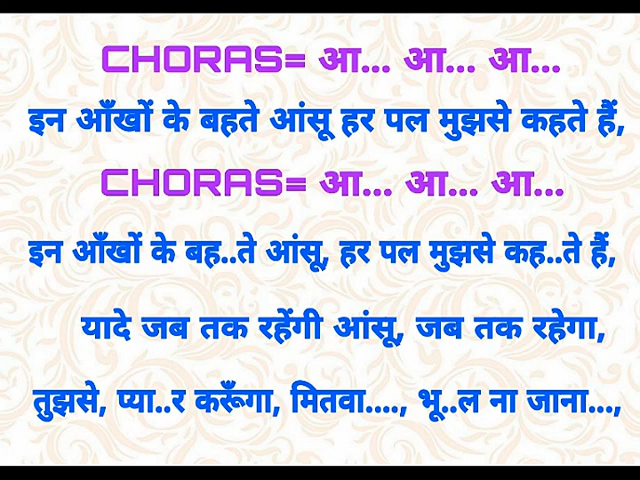 CHORAS= आ... आ... आ...
इन आँखों के बहते आंसू हर पल मुझसे कहते हैं,
CHORAS= आ... आ... आ...
इन आँखों के बह..ते आंसू, हर पल मुझसे कह..ते हैं,
यादे जब तक रहेंगी आंसू, जब तक रहेगा,
तुझसे, प्या..र करूँगा, मितवा...., भू..ल ना जाना...,